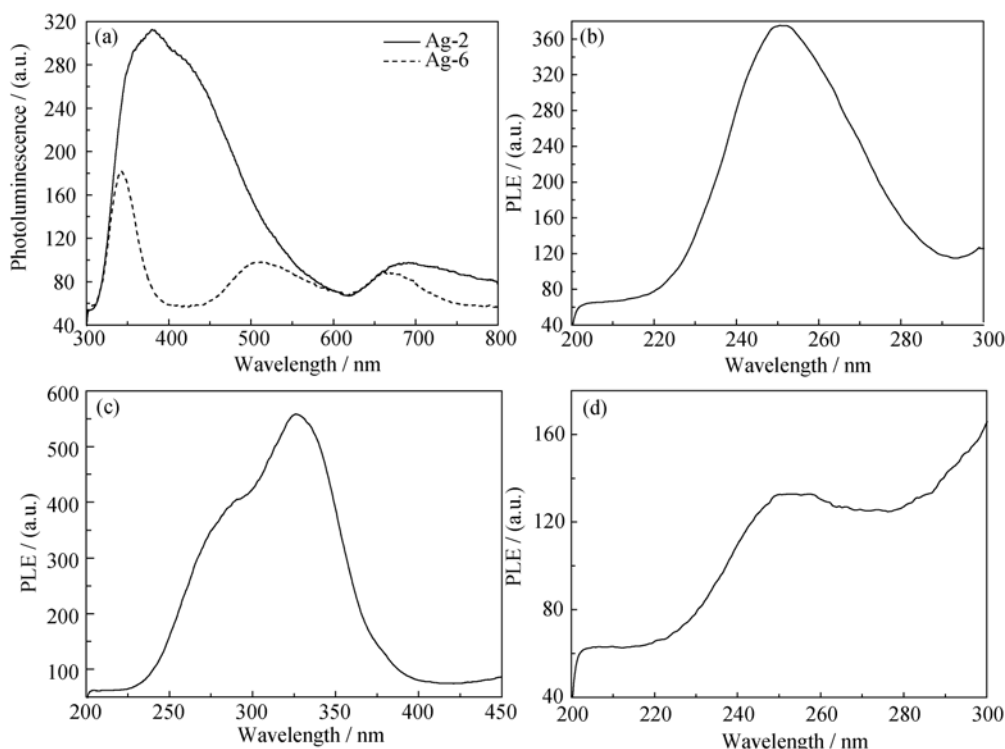 (a)
Ag-2
Ag-6
Photoluminescence / (a.u.)
320
280
240
200
160
120
80
40
300 400 500 600 700 800
Wavelength / nm
(b)
PLE / (a.u.)
360
320
280
240
200
160
120
80
40
200 220 240 260 280 300
Wavelength / nm
(c)
PLE / (a.u.)
600
500
400
300
200
100
200 250 300 350 400 450
Wavelength / nm
(d)
PLE / (a.u.)
160
120
80
40
200 220 240 260 280 300
Wavelength / nm